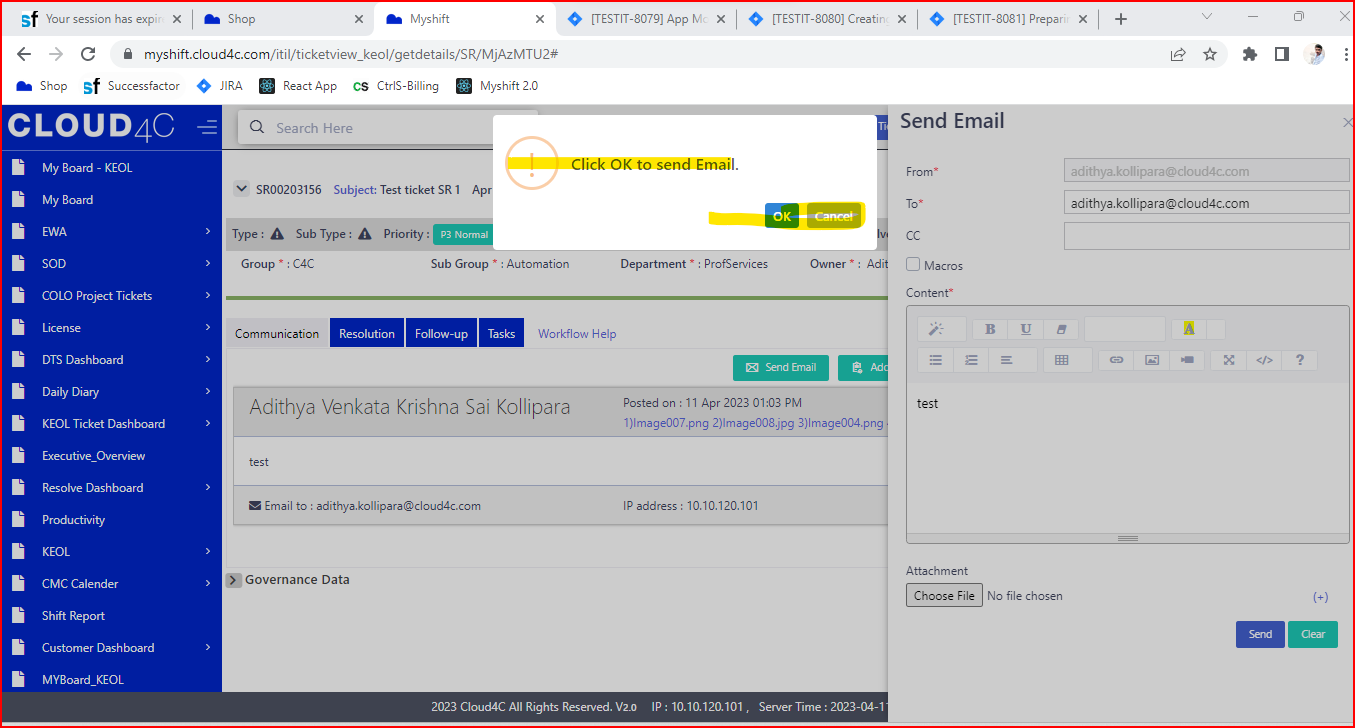 Your session has expir
Shop
Myshift
[TESTIT-8079] App Mo
[TESTIT-8080] Creating
[TESTIT-8081] Preparin
myshift.cloud4c.com/itil/ticketview_keol/getdetails/SR/MjAzMTU2#
Shop
Successfactor
JIRA
React App
CtrlS-Billing
Myshift 2.0
CLOUD4C
My Board - KEOL
My Board
EWA
SOD
COLO Project Tickets
License
DTS Dashboard
Daily Diary
KEOL Ticket Dashboard
Executive_Overview
Resolve Dashboard
Productivity
KEOL
CMC Calender
Shift Report
Customer Dashboard
MYBoard_KEOL
Search Here
Click OK to send Email.
OK Cancel
SR00203156 Subject: Test ticket SR 1 Apr
Type : Sub Type : Priority : P3 Normal
Group * : C4C Sub Group * : Automation Department * : ProfServices Owner * : Adit
Communication Resolution Follow-up Tasks Workflow Help
Send Email Add
Adithya Venkata Krishna Sai Kollipara
Posted on : 11 Apr 2023 01:03 PM
1)Image007.png 2)Image008.jpg 3)Image004.png
test
Email to : adithya.kollipara@cloud4c.com IP address : 10.10.120.101
Governance Data
2023 Cloud4C All Rights Reserved. V2.0 IP : 10.10.120.101 , Server Time : 2023-04-11
Send Email
From* adithya.kollipara@cloud4c.com
To* adithya.kollipara@cloud4c.com
CC
Macros
Content*
B U A
</> ?
test
Attachment
Choose File No file chosen (+)
Send Clear